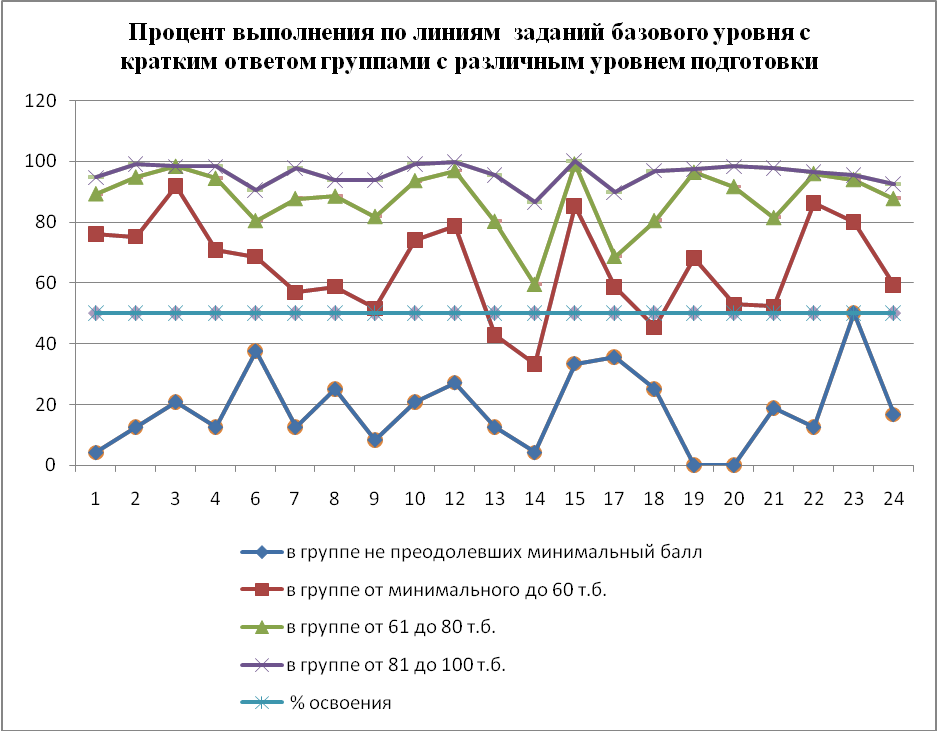 Процент выполнения по линиям заданий базового уровня с
кратким ответом группами с различным уровнем подготовки
120
100
80
60
40
20
0
1 2 3 4 6 7 8 9 10 12 13 14 15 17 18 19 20 21 22 23 24
в группе не преодолевших минимальный балл
в группе от минимального до 60 т.б.
в группе от 61 до 80 т.б.
в группе от 81 до 100 т.б.
% освоения